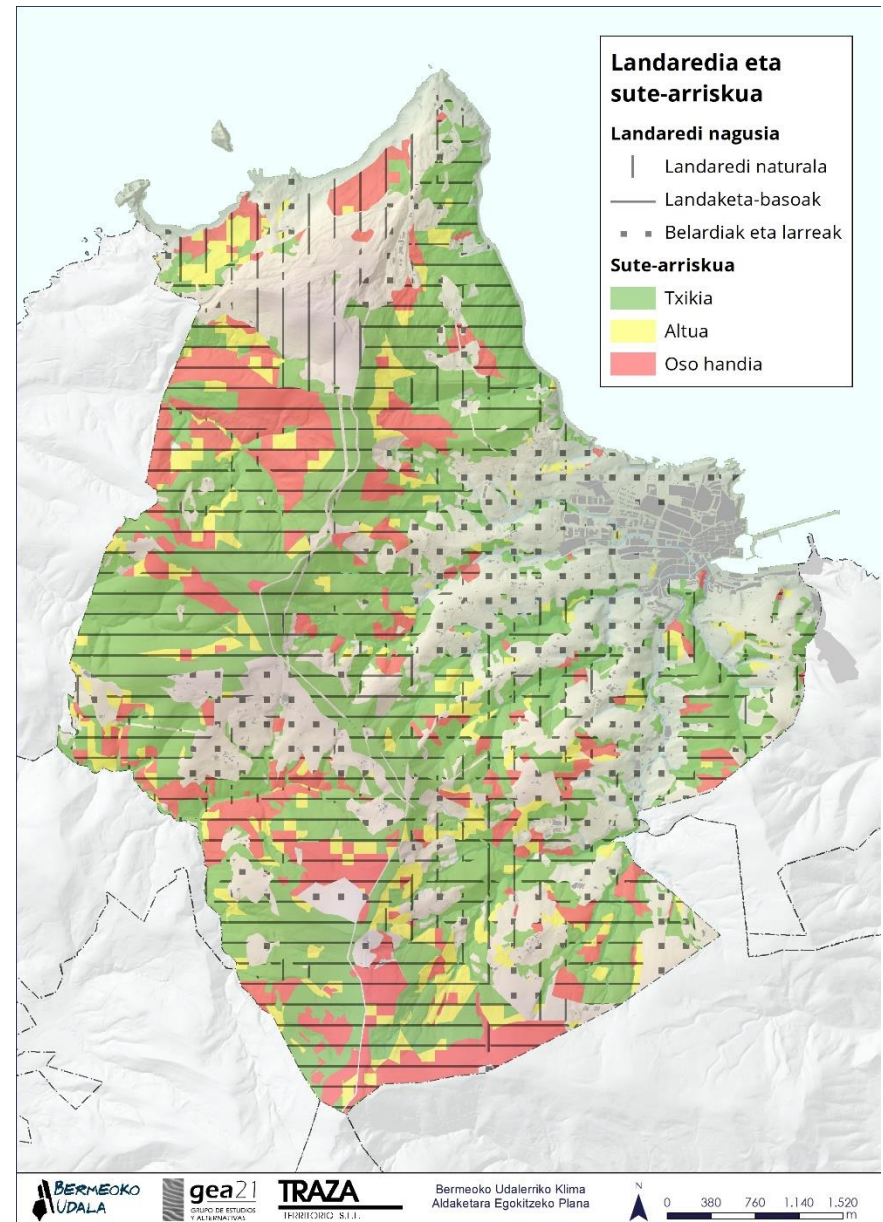 Landaredia eta
sute-arriskua
Landaredi nagusia
Landaredi naturala
Landaketa-basoak
Belardiak eta larreak
Sute-arriskua
Txikia
Altua
Oso handia
BERMEOKO
UDALA
gea21
GRUPO DE ESTUDIOS
Y ALTERNATIVAS
TRAZA
TERRITORIO S.L.L.
Bermeoko Udalerriko Klima
Aldaketara Egokitzeko Plana
N
0 380 760 1.140 1.520
m